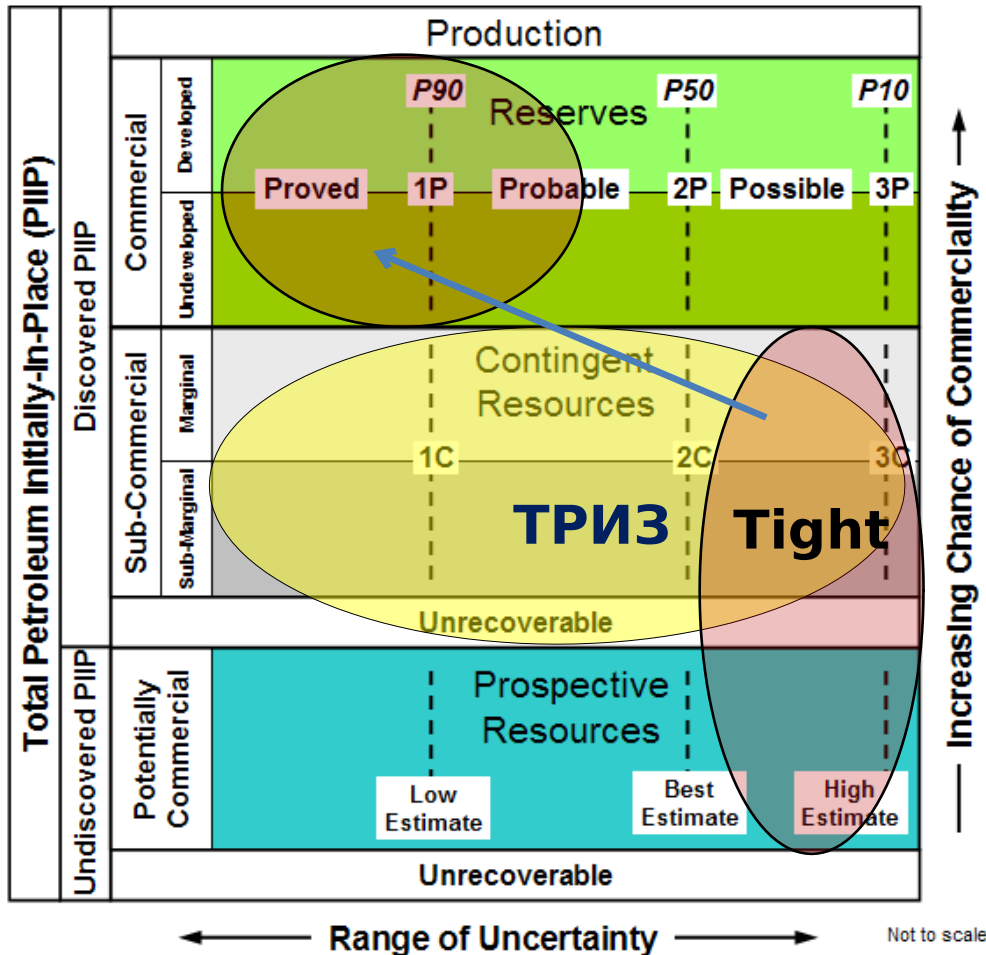 Production
Total Petroleum Initially-In-Place (PIIP)
Discovered PIIP
Commercial
Developed
P90
P50
P10
Reserves
Proved
1P
Probable
2P
Possible
3P
Undeveloped
Sub-Commercial
Marginal
Contingent
Resources
1C
2C
3C
Sub-Marginal
ТРИЗ
Tight
Unrecoverable
Undiscovered PIIP
Potentially
Commercial
Prospective
Resources
Low
Estimate
Best
Estimate
High
Estimate
Unrecoverable
Increasing Chance of Commerciality
Range of Uncertainty
Not to scale